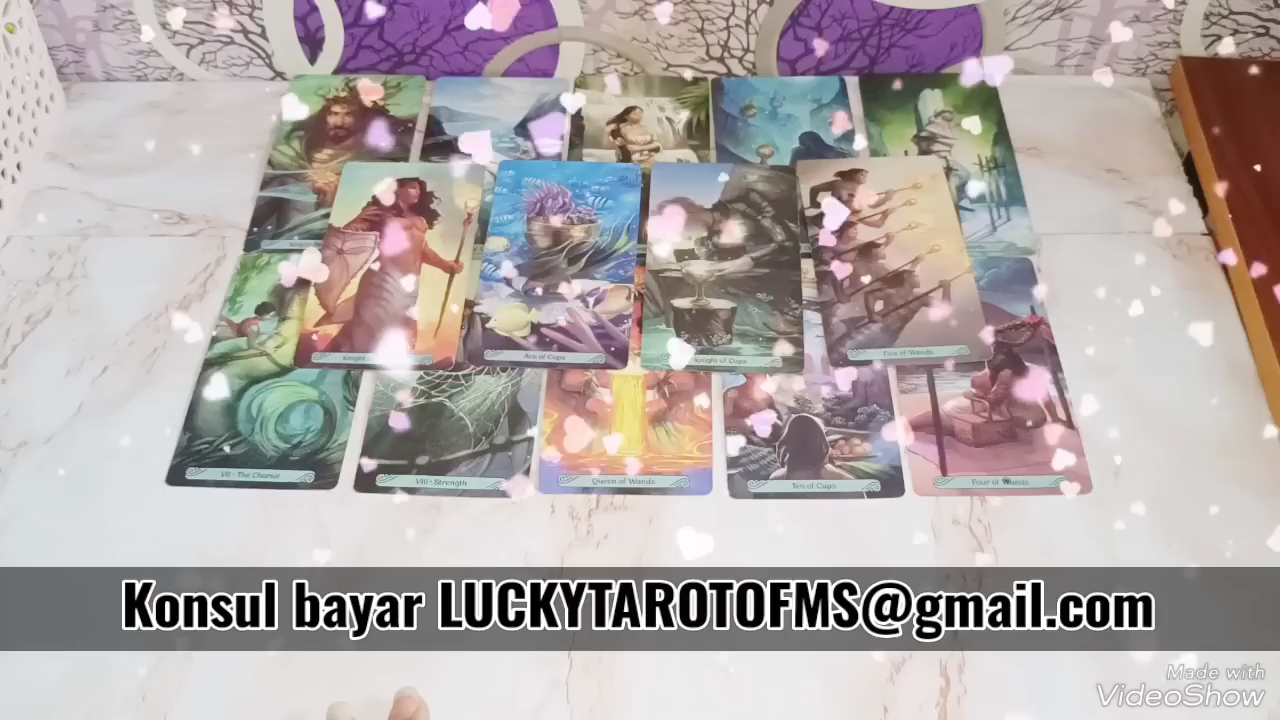 Knight
Ace of Cups
Knight of Cups
Five of Wands
VII • The Chariot
VIII • Strength
Queen of Wands
Ten of Cups
Four of Wands
Konsul bayar LUCKYTAROTOFMS@gmail.com
Made with
VideoShow